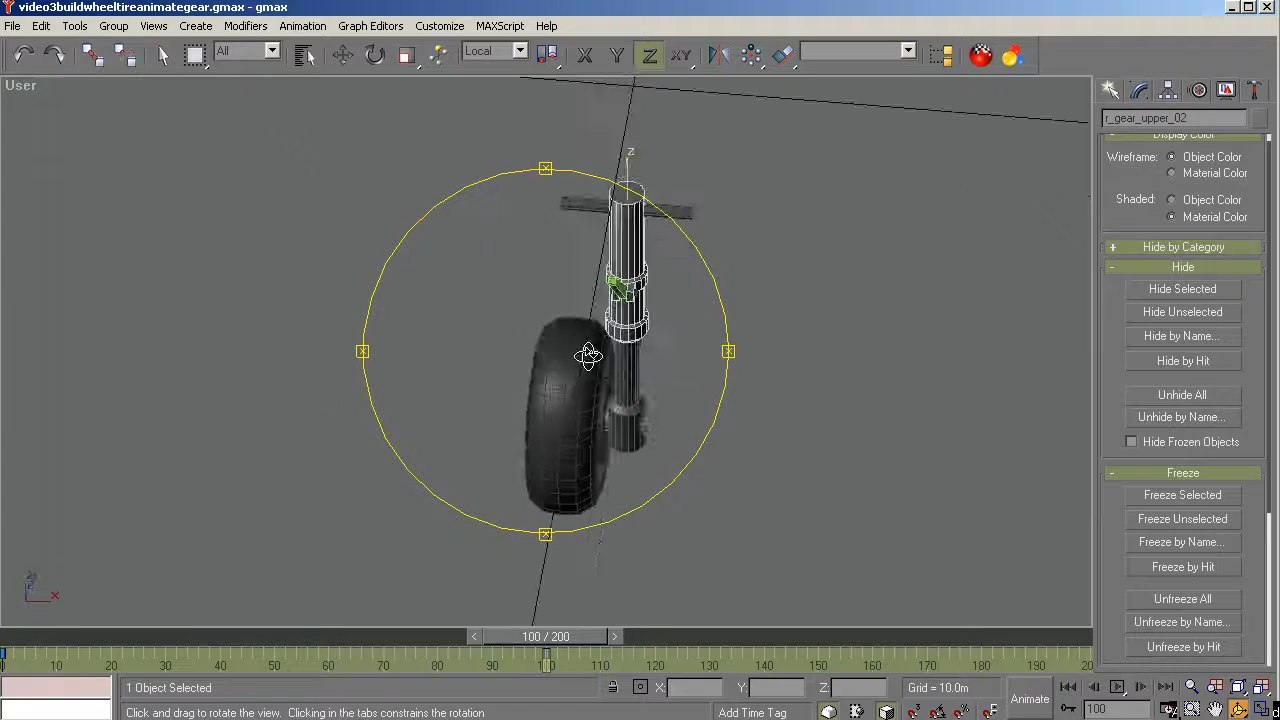 video3buildwheeltireanimategear.gmax - gmax
File Edit Tools Group Views Create Modifiers Animation Graph Editors Customize MAXScript Help
All Local X Y Z XY
User
r_gear_upper_02
Display Color
Wireframe: Object Color
Material Color
Shaded: Object Color
Material Color
+ Hide by Category
- Hide
Hide Selected
Hide Unselected
Hide by Name...
Hide by Hit
Unhide All
Unhide by Name...
Hide Frozen Objects
- Freeze
Freeze Selected
Freeze Unselected
Freeze by Name...
Freeze by Hit
Unfreeze All
Unfreeze by Name...
Unfreeze by Hit
z
x
< 100 / 200 >
0 10 20 30 40 50 60 70 80 90 100 110 120 130 140 150 160 170 180 190 20
1 Object Selected X: Y: Z: Grid = 10.0m Animate
Click and drag to rotate the view. Clicking in the tabs constrains the rotation Add Time Tag 100